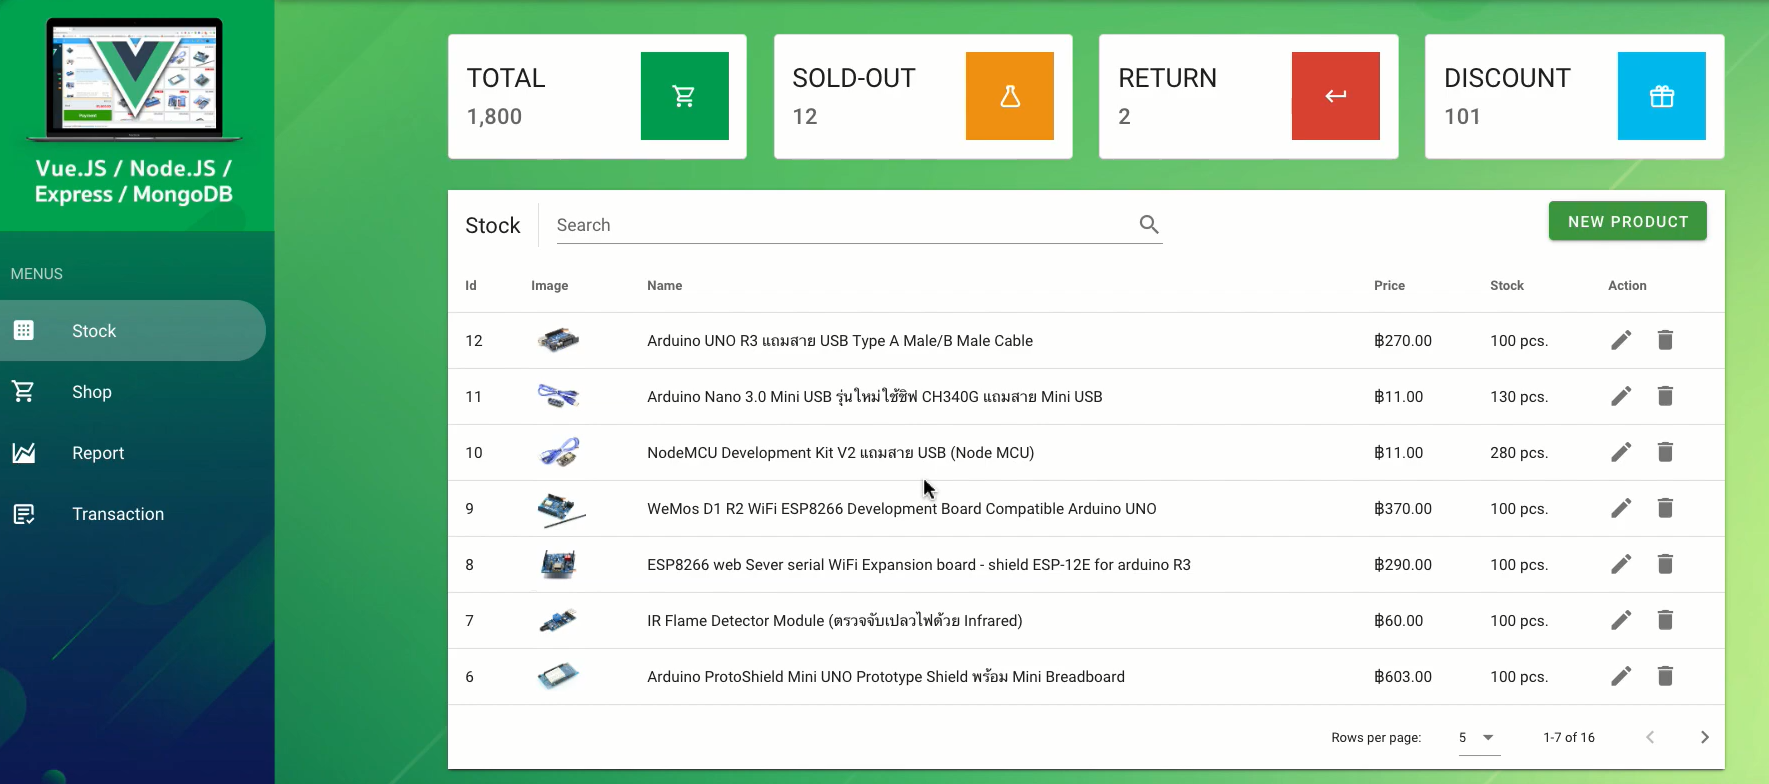 Payment
Vue.JS / Node.JS /
Express / MongoDB
MENUS
Stock
Shop
Report
Transaction
TOTAL
1,800
SOLD-OUT
12
RETURN
2
DISCOUNT
101
Stock Search NEW PRODUCT
Id Image Name Price Stock Action
12 Arduino UNO R3 แถมสาย USB Type A Male/B Male Cable ฿270.00 100 pcs.
11 Arduino Nano 3.0 Mini USB รุ่นใหม่ใช้ชิฟ CH340G แถมสาย Mini USB ฿11.00 130 pcs.
10 NodeMCU Development Kit V2 แถมสาย USB (Node MCU) ฿11.00 280 pcs.
9 WeMos D1 R2 WiFi ESP8266 Development Board Compatible Arduino UNO ฿370.00 100 pcs.
8 ESP8266 web Sever serial WiFi Expansion board - shield ESP-12E for arduino R3 ฿290.00 100 pcs.
7 IR Flame Detector Module (ตรวจจับเปลวไฟด้วย Infrared) ฿60.00 100 pcs.
6 Arduino ProtoShield Mini UNO Prototype Shield พร้อม Mini Breadboard ฿603.00 100 pcs.
Rows per page: 5 1-7 of 16